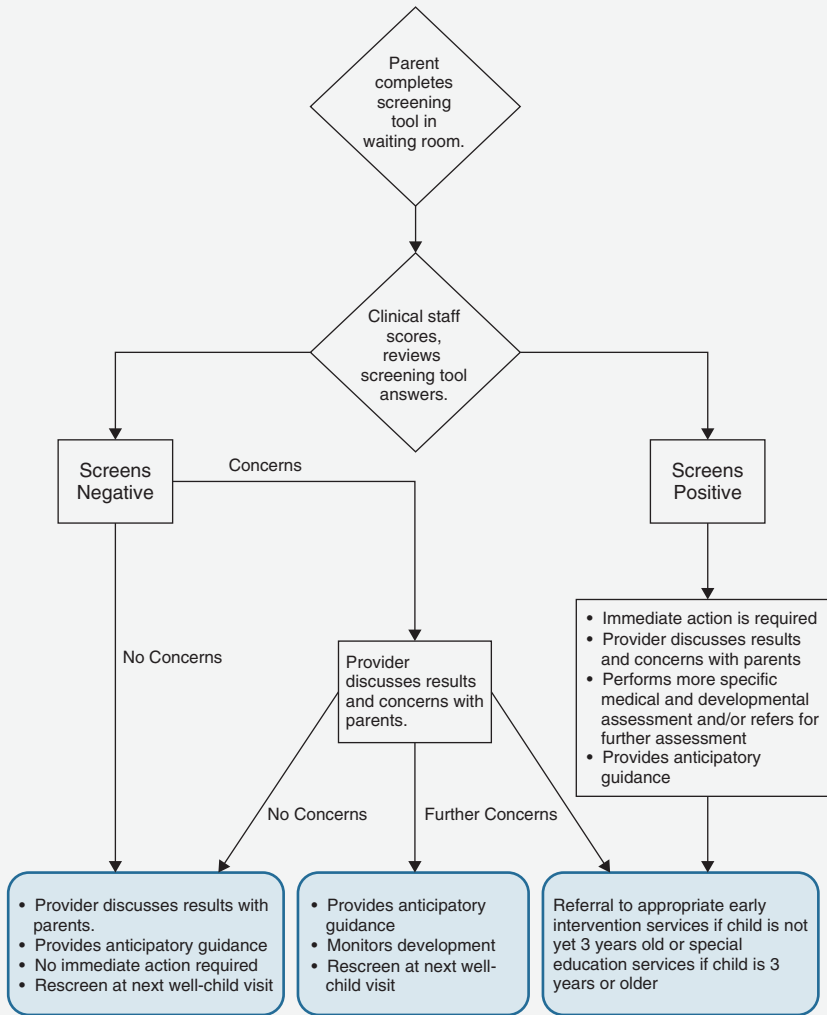 Parent
completes
screening
tool in
waiting room.
Clinical staff
scores,
reviews
screening tool
answers.
Screens
Negative
Concerns
Screens
Positive
No Concerns
Provider
discusses results
and concerns with
parents.
• Immediate action is required
• Provider discusses results
and concerns with parents
• Performs more specific
medical and developmental
assessment and/or refers for
further assessment
• Provides anticipatory
guidance
No Concerns
Further Concerns
• Provider discusses results with
parents.
• Provides anticipatory guidance
• No immediate action required
• Rescreen at next well-child visit
• Provides anticipatory
guidance
• Monitors development
• Rescreen at next well-
child visit
Referral to appropriate early
intervention services if child is not
yet 3 years old or special
education services if child is 3
years or older